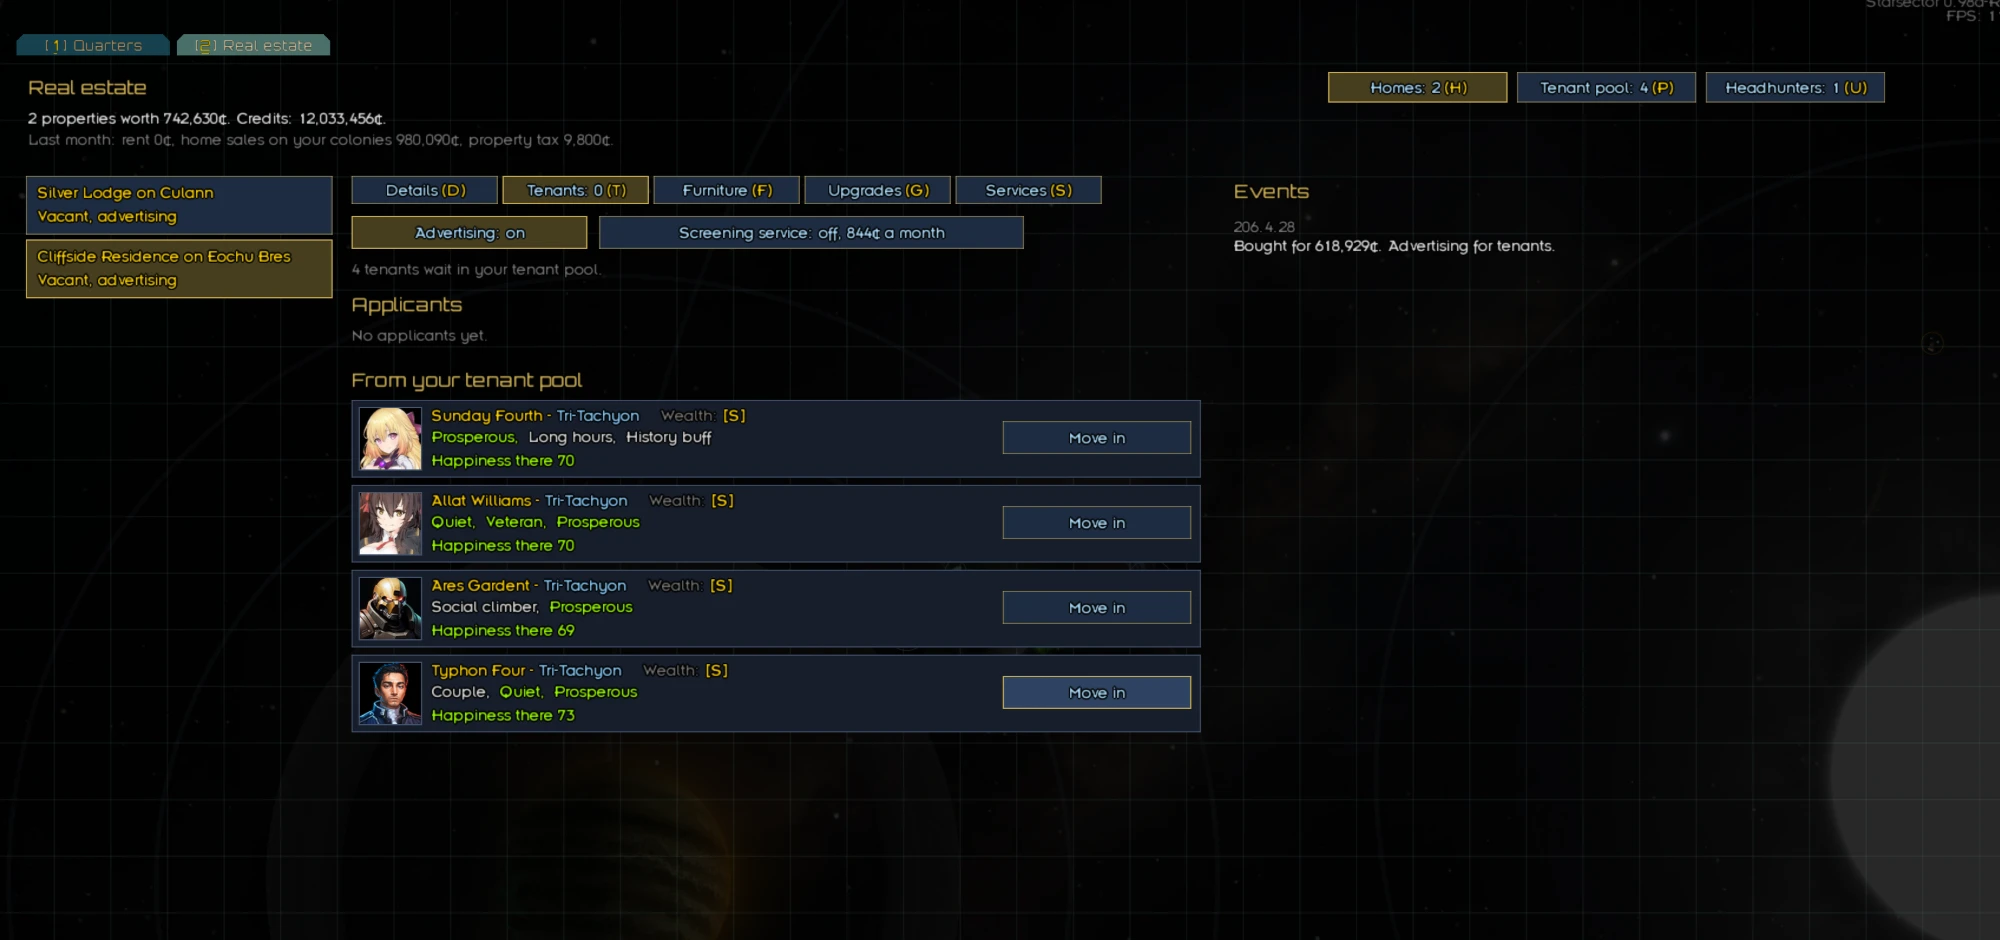 Starsector 0.98a-R
FPS: 1
[1] Quarters
[2] Real estate
Real estate
2 properties worth 742,630¢. Credits: 12,033,456¢.
Last month: rent 0¢, home sales on your colonies 980,090¢, property tax 9,800¢.
Homes: 2 (H)
Tenant pool: 4 (P)
Headhunters: 1 (U)
Silver Lodge on Culann
Vacant, advertising
Cliffside Residence on Eochu Bres
Vacant, advertising
Details (D)
Tenants: 0 (T)
Furniture (F)
Upgrades (G)
Services (S)
Advertising: on
Screening service: off, 844¢ a month
4 tenants wait in your tenant pool.
Applicants
No applicants yet.
From your tenant pool
Sunday Fourth - Tri-Tachyon Wealth: [S]
Prosperous, Long hours, History buff
Happiness there 70
Move in
Allat Williams - Tri-Tachyon Wealth: [S]
Quiet, Veteran, Prosperous
Happiness there 70
Move in
Ares Gardent - Tri-Tachyon Wealth: [S]
Social climber, Prosperous
Happiness there 69
Move in
Typhon Four - Tri-Tachyon Wealth: [S]
Couple, Quiet, Prosperous
Happiness there 73
Move in
Events
206.4.28
Bought for 618,929¢. Advertising for tenants.